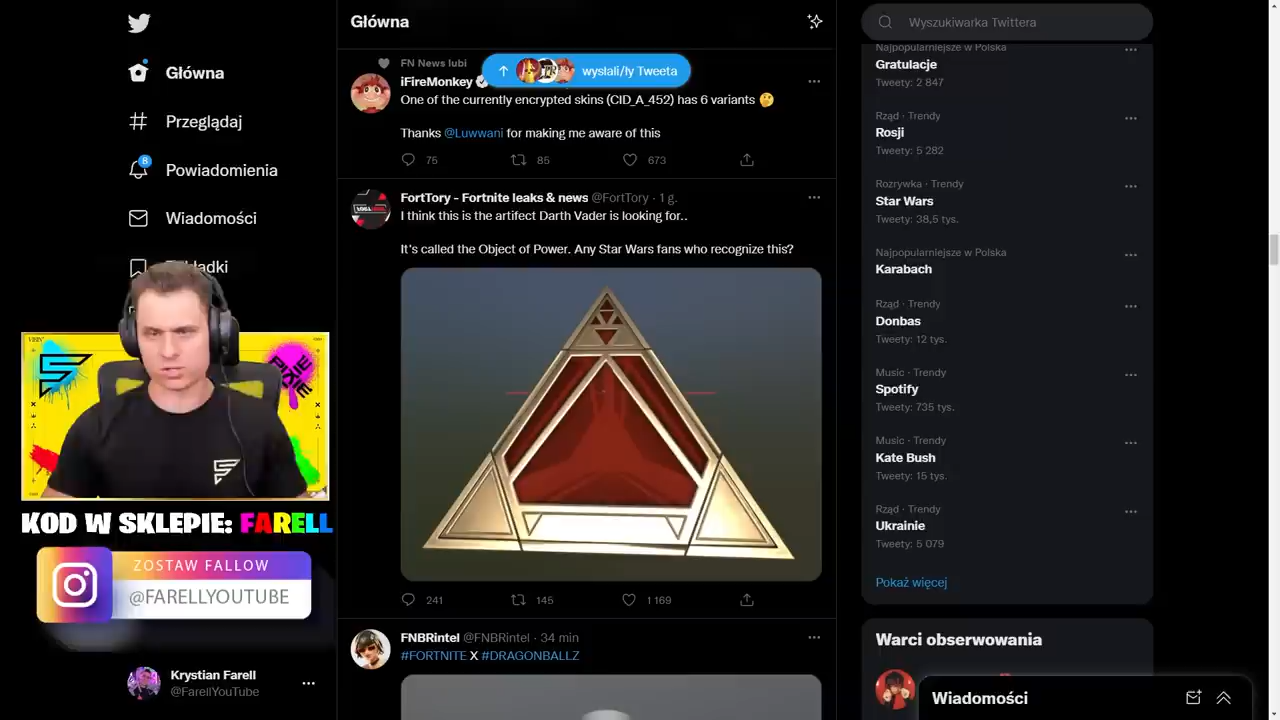 Główna
Przeglądaj
8
Powiadomienia
Wiadomości
KOD W SKLEPIE: FARELL
ZOSTAW FALLOW
@FARELLYOUTUBE
Krystian Farell
@FarellYouTube
Główna
FN News lubi
wysłali/ły Tweeta
iFireMonkey
One of the currently encrypted skins (CID_A_452) has 6 variants 🤔
Thanks @Luwwani for making me aware of this
75 85 673
FortTory - Fortnite leaks & news @FortTory · 1 g.
I think this is the artifect Darth Vader is looking for..
It's called the Object of Power. Any Star Wars fans who recognize this?
241 145 1 169
FNBRintel @FNBRintel · 34 min
#FORTNITE X #DRAGONBALLZ
Wyszukiwarka Twittera
Najpopularniejsze w Polska
Gratulacje
Tweety: 2 847
Rząd · Trendy
Rosji
Tweety: 5 282
Rozrywka · Trendy
Star Wars
Tweety: 38,5 tys.
Najpopularniejsze w Polska
Karabach
Rząd · Trendy
Donbas
Tweety: 12 tys.
Music · Trendy
Spotify
Tweety: 735 tys.
Music · Trendy
Kate Bush
Tweety: 15 tys.
Rząd · Trendy
Ukrainie
Tweety: 5 079
Pokaż więcej
Warci obserwowania
Wiadomości